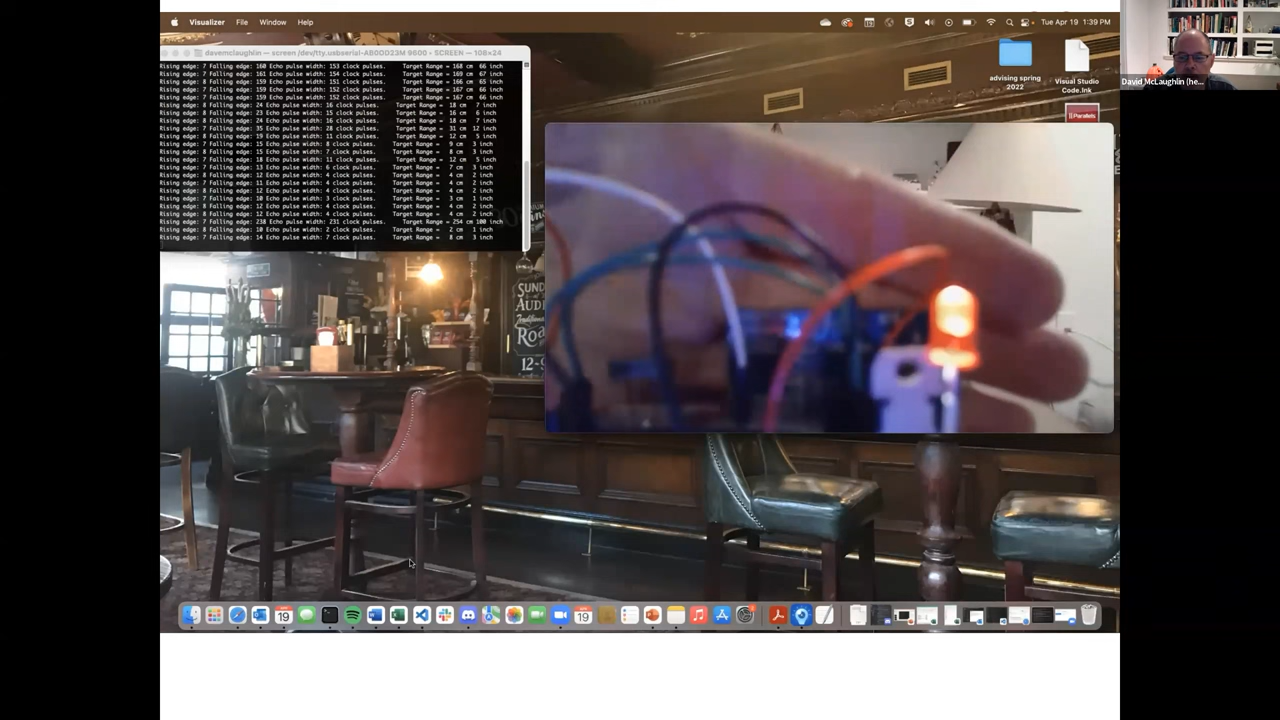 Visualizer File Window Help
Tue Apr 19 1:39 PM
davemclaughlin — screen /dev/tty.usbserial-AB0OD23M 9600 • SCREEN — 108×24
Rising edge: 7 Falling edge: 160 Echo pulse width: 153 clock pulses. Target Range = 168 cm 66 inch
Rising edge: 7 Falling edge: 161 Echo pulse width: 154 clock pulses. Target Range = 169 cm 67 inch
Rising edge: 8 Falling edge: 159 Echo pulse width: 151 clock pulses. Target Range = 166 cm 65 inch
Rising edge: 7 Falling edge: 159 Echo pulse width: 152 clock pulses. Target Range = 167 cm 66 inch
Rising edge: 7 Falling edge: 159 Echo pulse width: 152 clock pulses. Target Range = 167 cm 66 inch
Rising edge: 8 Falling edge: 24 Echo pulse width: 16 clock pulses. Target Range = 18 cm 7 inch
Rising edge: 8 Falling edge: 23 Echo pulse width: 15 clock pulses. Target Range = 16 cm 6 inch
Rising edge: 8 Falling edge: 24 Echo pulse width: 16 clock pulses. Target Range = 18 cm 7 inch
Rising edge: 7 Falling edge: 35 Echo pulse width: 28 clock pulses. Target Range = 31 cm 12 inch
Rising edge: 8 Falling edge: 19 Echo pulse width: 11 clock pulses. Target Range = 12 cm 5 inch
Rising edge: 7 Falling edge: 15 Echo pulse width: 8 clock pulses. Target Range = 9 cm 3 inch
Rising edge: 8 Falling edge: 15 Echo pulse width: 7 clock pulses. Target Range = 8 cm 3 inch
Rising edge: 7 Falling edge: 18 Echo pulse width: 11 clock pulses. Target Range = 12 cm 5 inch
Rising edge: 7 Falling edge: 13 Echo pulse width: 6 clock pulses. Target Range = 7 cm 3 inch
Rising edge: 8 Falling edge: 12 Echo pulse width: 4 clock pulses. Target Range = 4 cm 2 inch
Rising edge: 7 Falling edge: 11 Echo pulse width: 4 clock pulses. Target Range = 4 cm 2 inch
Rising edge: 8 Falling edge: 12 Echo pulse width: 4 clock pulses. Target Range = 4 cm 2 inch
Rising edge: 7 Falling edge: 10 Echo pulse width: 3 clock pulses. Target Range = 3 cm 1 inch
Rising edge: 8 Falling edge: 12 Echo pulse width: 4 clock pulses. Target Range = 4 cm 2 inch
Rising edge: 8 Falling edge: 12 Echo pulse width: 4 clock pulses. Target Range = 4 cm 2 inch
Rising edge: 7 Falling edge: 238 Echo pulse width: 231 clock pulses. Target Range = 254 cm 100 inch
Rising edge: 8 Falling edge: 10 Echo pulse width: 2 clock pulses. Target Range = 2 cm 1 inch
Rising edge: 7 Falling edge: 14 Echo pulse width: 7 clock pulses. Target Range = 8 cm 3 inch
advising spring
2022
Visual Studio
Code.lnk
Parallels
David McLaughlin (he...
SUND
AUD
Roa
12-9
19
19